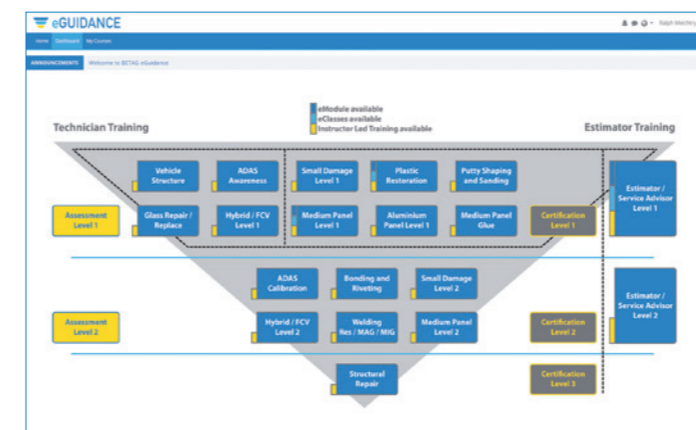 eGUIDANCE
Home Dashboard My Courses
ANNOUNCEMENTS Welcome to BETAG eGuidance
eModule available
eClasses available
Instructor Led Training available
Technician Training
Estimator Training
Vehicle
Structure
ADAS
Awareness
Small Damage
Level 1
Plastic
Restoration
Putty Shaping
and Sanding
Estimator /
Service Advisor
Level 1
Assessment
Level 1
Glass Repair /
Replace
Hybrid / FCV
Level 1
Medium Panel
Level 1
Aluminium
Panel Level 1
Medium Panel
Glue
Certification
Level 1
ADAS
Calibration
Bonding and
Riveting
Small Damage
Level 2
Estimator /
Service Advisor
Level 2
Assessment
Level 2
Hybrid / FCV
Level 2
Welding
Res / MAG / MIG
Medium Panel
Level 2
Certification
Level 2
Structural
Repair
Certification
Level 3